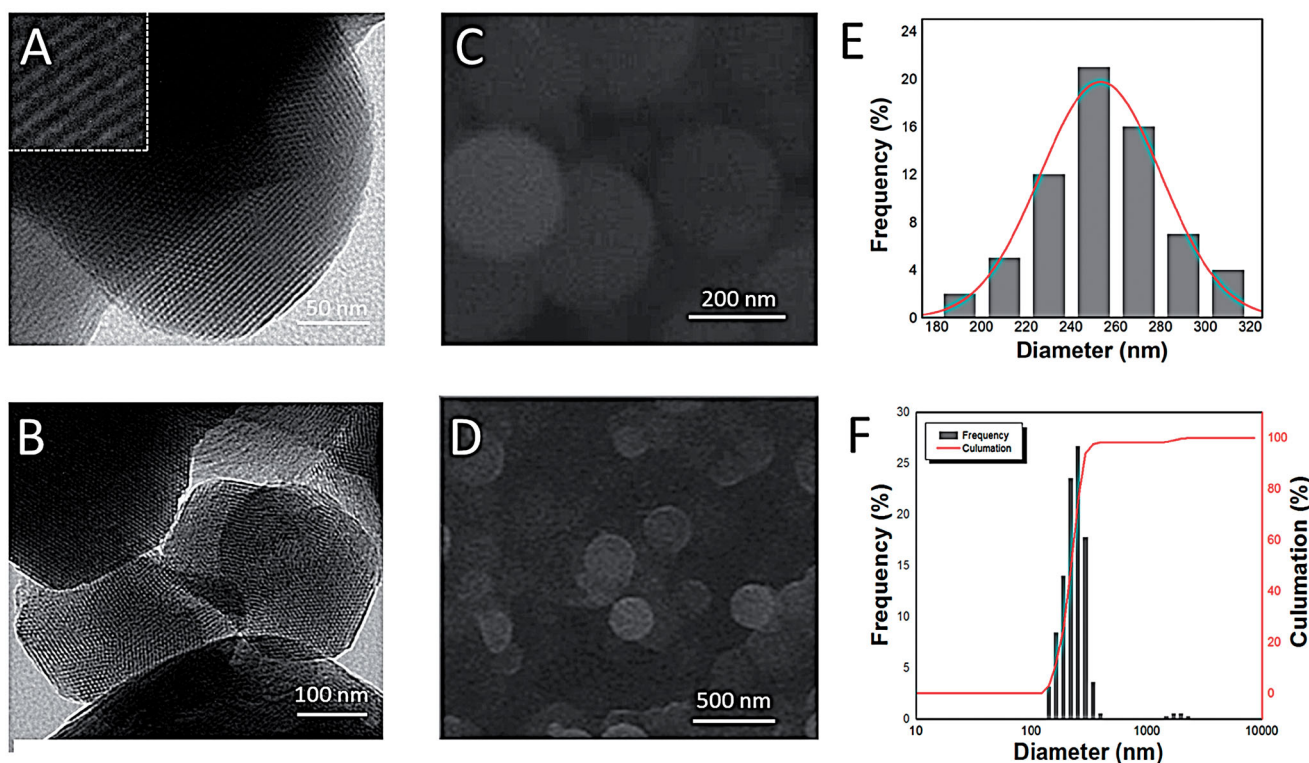 A
50 nm
B
100 nm
C
200 nm
D
500 nm
E
Frequency (%)
24
20
16
12
8
4
0
180 200 220 240 260 280 300 320
Diameter (nm)
F
Frequency
Culumation
Frequency (%)
30
25
20
15
10
5
0
100
80
60
40
20
0
Culumation (%)
10 100 1000 10000
Diameter (nm)